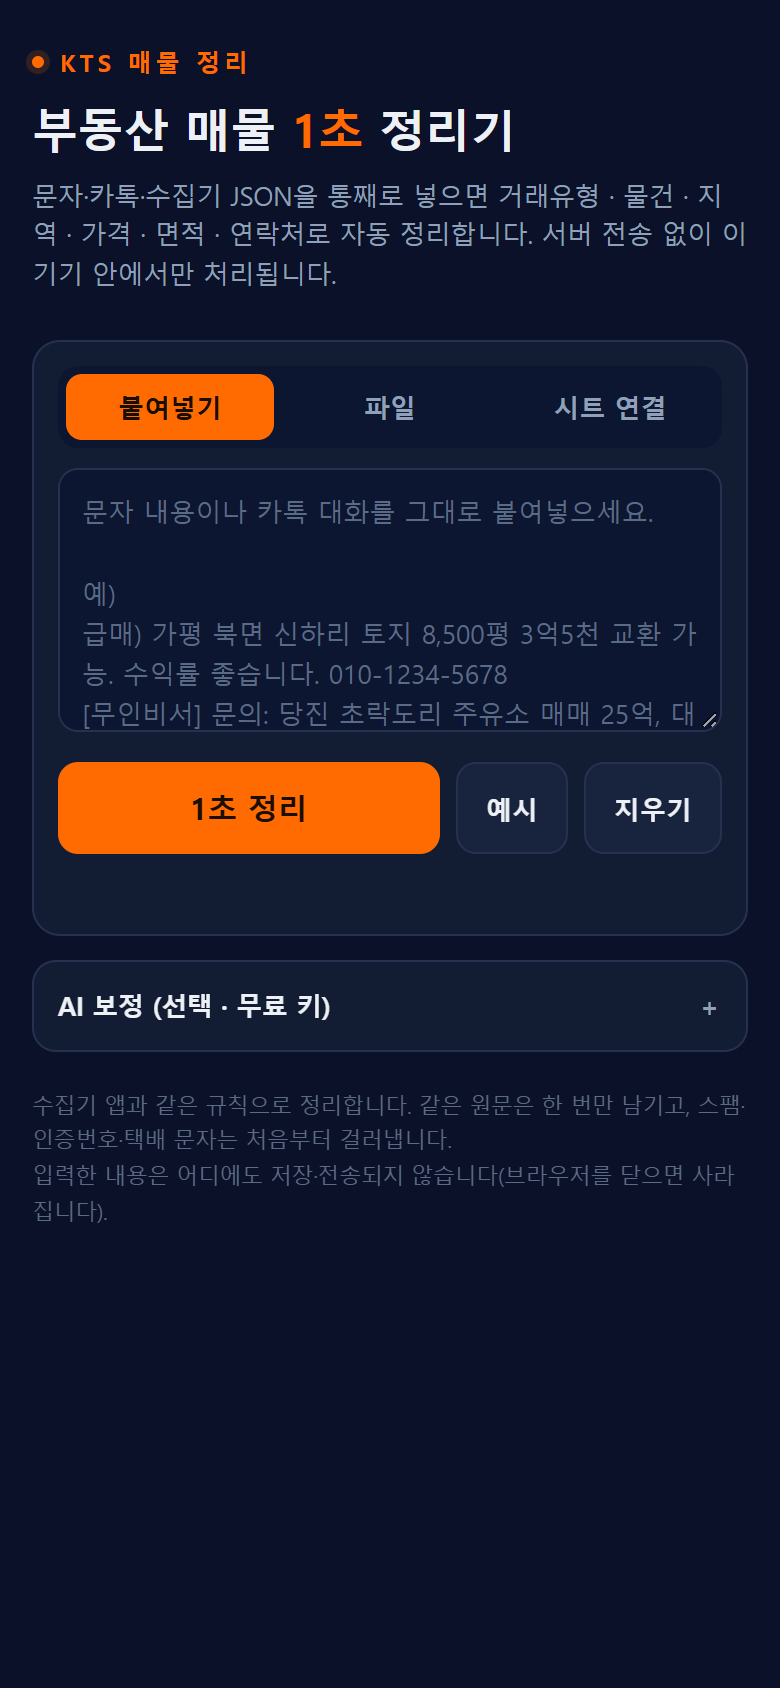 KTS 매물 정리
부동산 매물 1초 정리기
문자·카톡·수집기 JSON을 통째로 넣으면 거래유형 · 물건 · 지
역 · 가격 · 면적 · 연락처로 자동 정리합니다. 서버 전송 없이 이
기기 안에서만 처리됩니다.
붙여넣기 파일 시트 연결
문자 내용이나 카톡 대화를 그대로 붙여넣으세요.
예)
급매) 가평 북면 신하리 토지 8,500평 3억5천 교환 가
능. 수익률 좋습니다. 010-1234-5678
[무인비서] 문의: 당진 초락도리 주유소 매매 25억, 대
1초 정리 예시 지우기
AI 보정 (선택 · 무료 키) +
수집기 앱과 같은 규칙으로 정리합니다. 같은 원문은 한 번만 남기고, 스팸·
인증번호·택배 문자는 처음부터 걸러냅니다.
입력한 내용은 어디에도 저장·전송되지 않습니다(브라우저를 닫으면 사라
집니다).